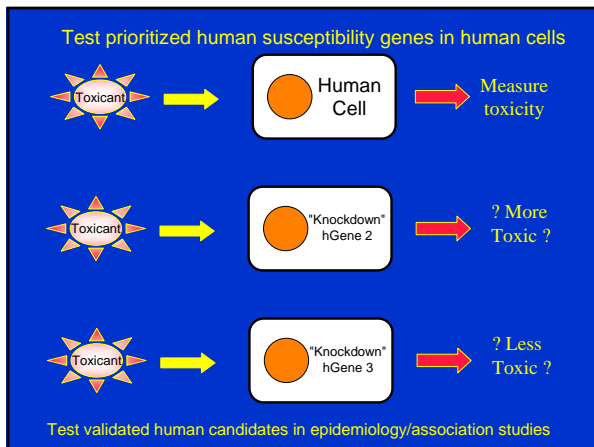 Test prioritized human susceptibility genes in human cells
Toxicant
Human
Cell
Measure
toxicity
Toxicant
"Knockdown"
hGene 2
? More
Toxic ?
Toxicant
"Knockdown"
hGene 3
? Less
Toxic ?
Test validated human candidates in epidemiology/association studies